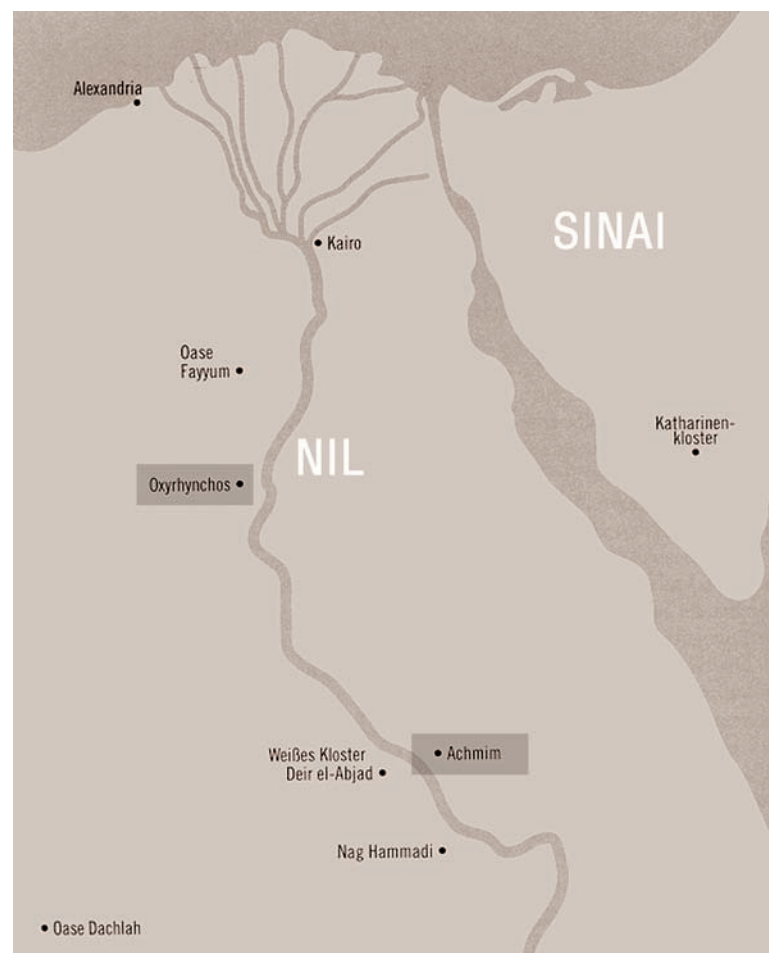 Alexandria
SINAI
Kairo
Oase
Fayyum
Katharinen-
kloster
NIL
Oxyrhynchos
Weißes Kloster
Deir el-Abjad
Achmim
Nag Hammadi
Oase Dachlah